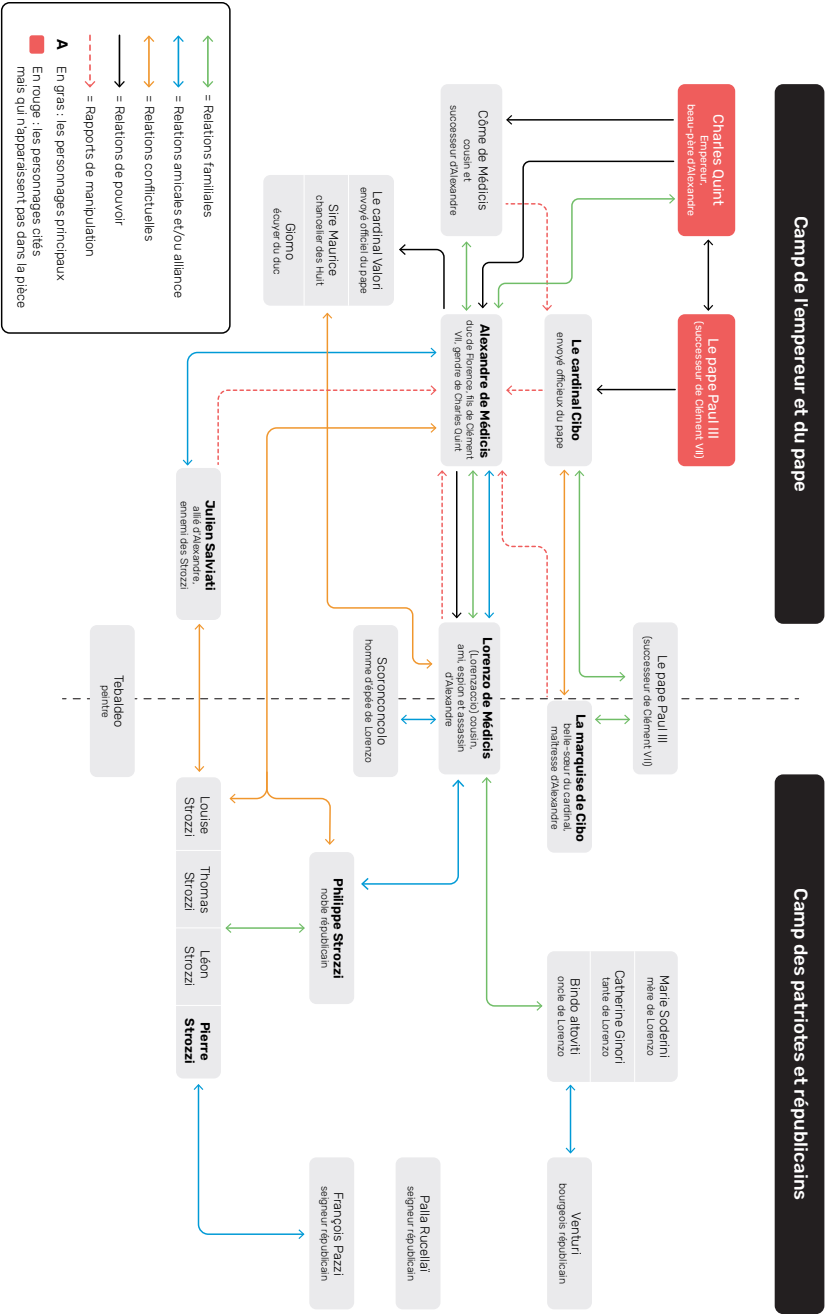 Camp de l'empereur et du pape
Camp des patriotes et républicains
Charles Quint
Empereur,
beau-père d'Alexandre
Le pape Paul III
(successeur de Clément VII)
Le pape Paul III
(successeur de Clément VII)
Marie Soderini
mère de Lorenzo
Catherine Ginori
tante de Lorenzo
Bindo altoviti
oncle de Lorenzo
Venturi
bourgeois républicain
Côme de Médicis
cousin et
successeur d'Alexandre
Le cardinal Cibo
envoyé officieux du pape
La marquise de Cibo
belle-sœur du cardinal,
maîtresse d'Alexandre
Alexandre de Médicis
duc de Florence, fils de Clément
VII, gendre de Charles Quint
Lorenzo de Médicis
(Lorenzaccio) cousin,
ami, espion et assassin
d'Alexandre
Le cardinal Valori
envoyé officiel du pape
Sire Maurice
chancelier des Huit
Giomo
écuyer du duc
Scoronconcolo
homme d'épée de Lorenzo
Palla Rucellaï
seigneur républicain
Philippe Strozzi
noble républicain
François Pazzi
seigneur républicain
Julien Salviati
allié d'Alexandre,
ennemi des Strozzi
Louise
Strozzi
Thomas
Strozzi
Léon
Strozzi
Pierre
Strozzi
Tebaldeo
peintre
= Relations familiales
= Relations amicales et/ou alliance
= Relations conflictuelles
= Relations de pouvoir
= Rapports de manipulation
A En gras : les personnages principaux
En rouge : les personnages cités
mais qui n'apparaissent pas dans la pièce